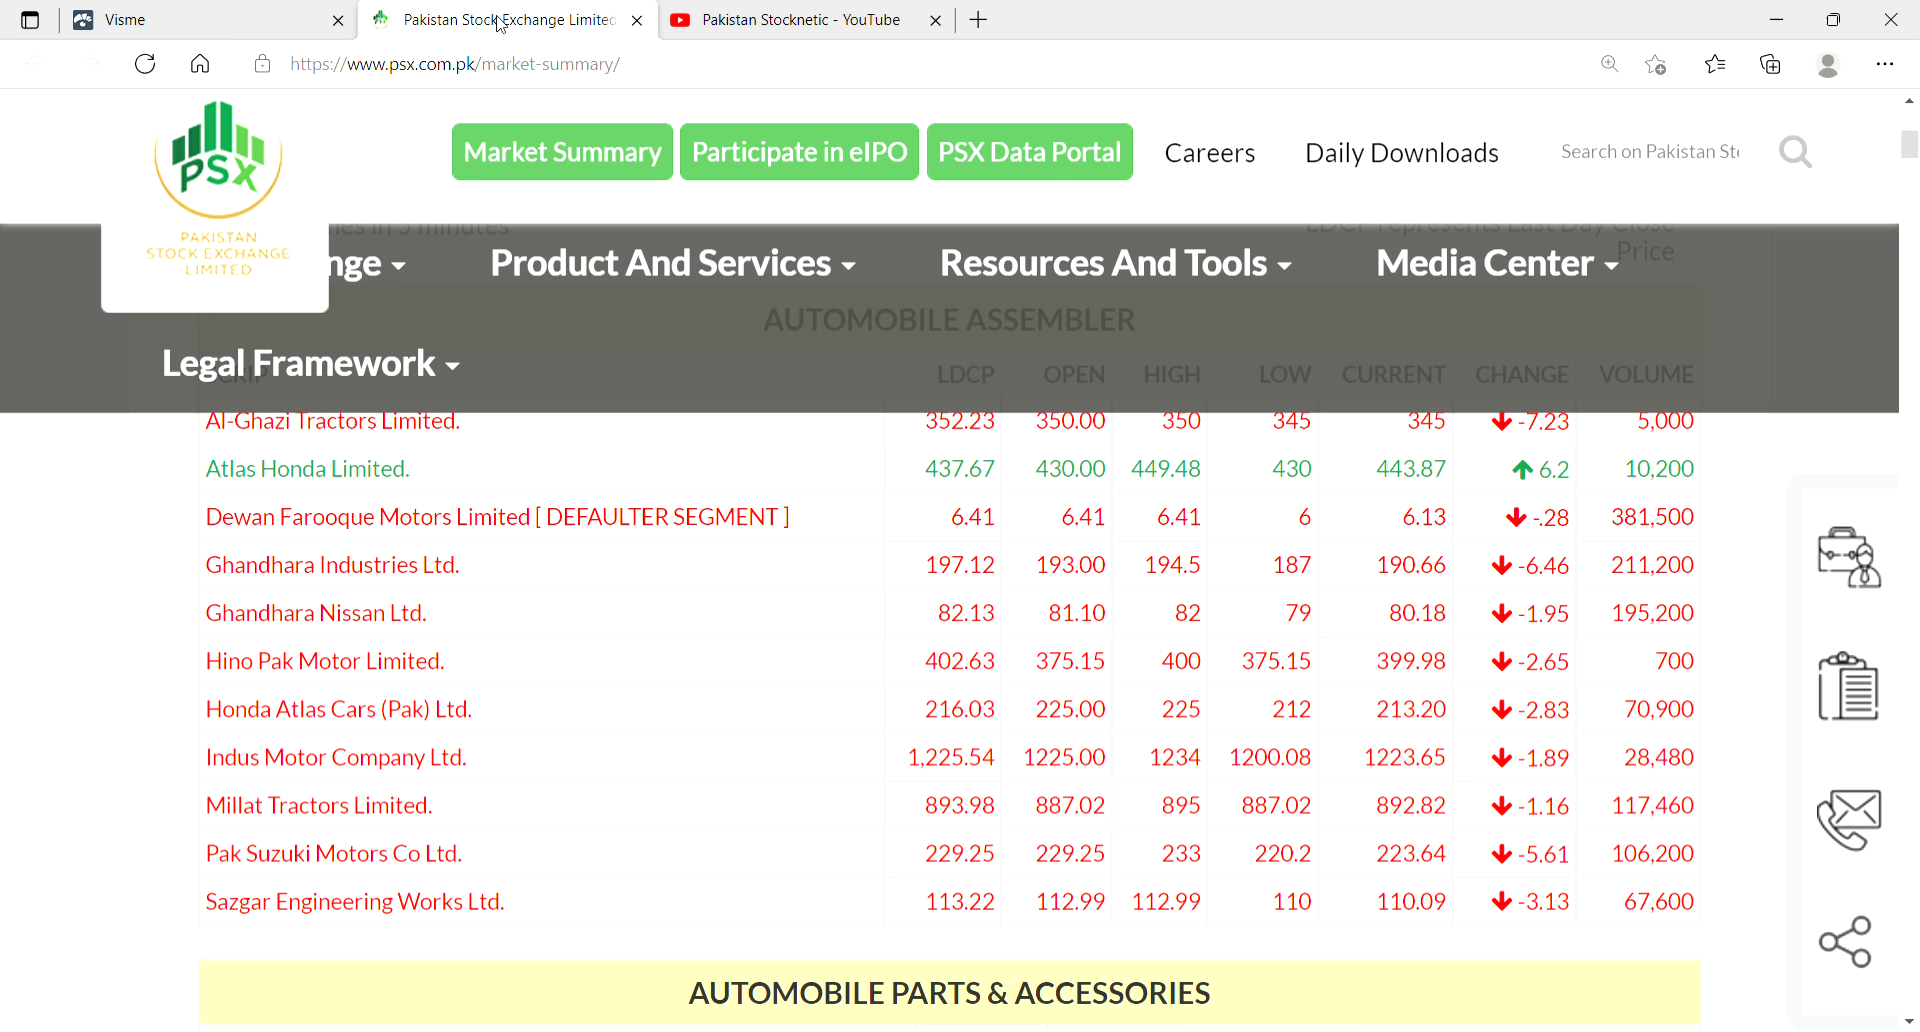 Visme
Pakistan Stock Exchange Limited
Pakistan Stocknetic - YouTube
https://www.psx.com.pk/market-summary/
PSX
PAKISTAN
STOCK EXCHANGE
LIMITED
Market Summary
Participate in eIPO
PSX Data Portal
Careers
Daily Downloads
Search on Pakistan Sto
in 5 minutes
LDCP represents Last Day Close
Price
nge
Product And Services
Resources And Tools
Media Center
Legal Framework
AUTOMOBILE ASSEMBLER
SCRIP LDCP OPEN HIGH LOW CURRENT CHANGE VOLUME
Al-Ghazi Tractors Limited. 352.23 350.00 350 345 345 -7.23 5,000
Atlas Honda Limited. 437.67 430.00 449.48 430 443.87 6.2 10,200
Dewan Farooque Motors Limited [ DEFAULTER SEGMENT ] 6.41 6.41 6.41 6 6.13 -.28 381,500
Ghandhara Industries Ltd. 197.12 193.00 194.5 187 190.66 -6.46 211,200
Ghandhara Nissan Ltd. 82.13 81.10 82 79 80.18 -1.95 195,200
Hino Pak Motor Limited. 402.63 375.15 400 375.15 399.98 -2.65 700
Honda Atlas Cars (Pak) Ltd. 216.03 225.00 225 212 213.20 -2.83 70,900
Indus Motor Company Ltd. 1,225.54 1225.00 1234 1200.08 1223.65 -1.89 28,480
Millat Tractors Limited. 893.98 887.02 895 887.02 892.82 -1.16 117,460
Pak Suzuki Motors Co Ltd. 229.25 229.25 233 220.2 223.64 -5.61 106,200
Sazgar Engineering Works Ltd. 113.22 112.99 112.99 110 110.09 -3.13 67,600
AUTOMOBILE PARTS & ACCESSORIES